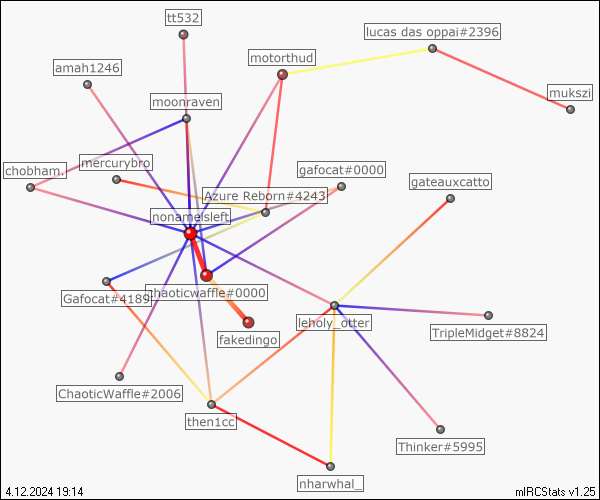 tt532
lucas das oppai#2396
motorthud
amah1246
mukszi
moonraven
mercurybro
chobham.
gafocat#0000
gateauxcatto
Azure Reborn#4243
nonameisleft
chaoticwaffle#0000
Gafocat#4189
leholy_otter
TripleMidget#8824
fakedingo
ChaoticWaffle#2006
then1cc
Thinker#5995
nharwhal_
4.12.2024 19:14
mIRCStats v1.25